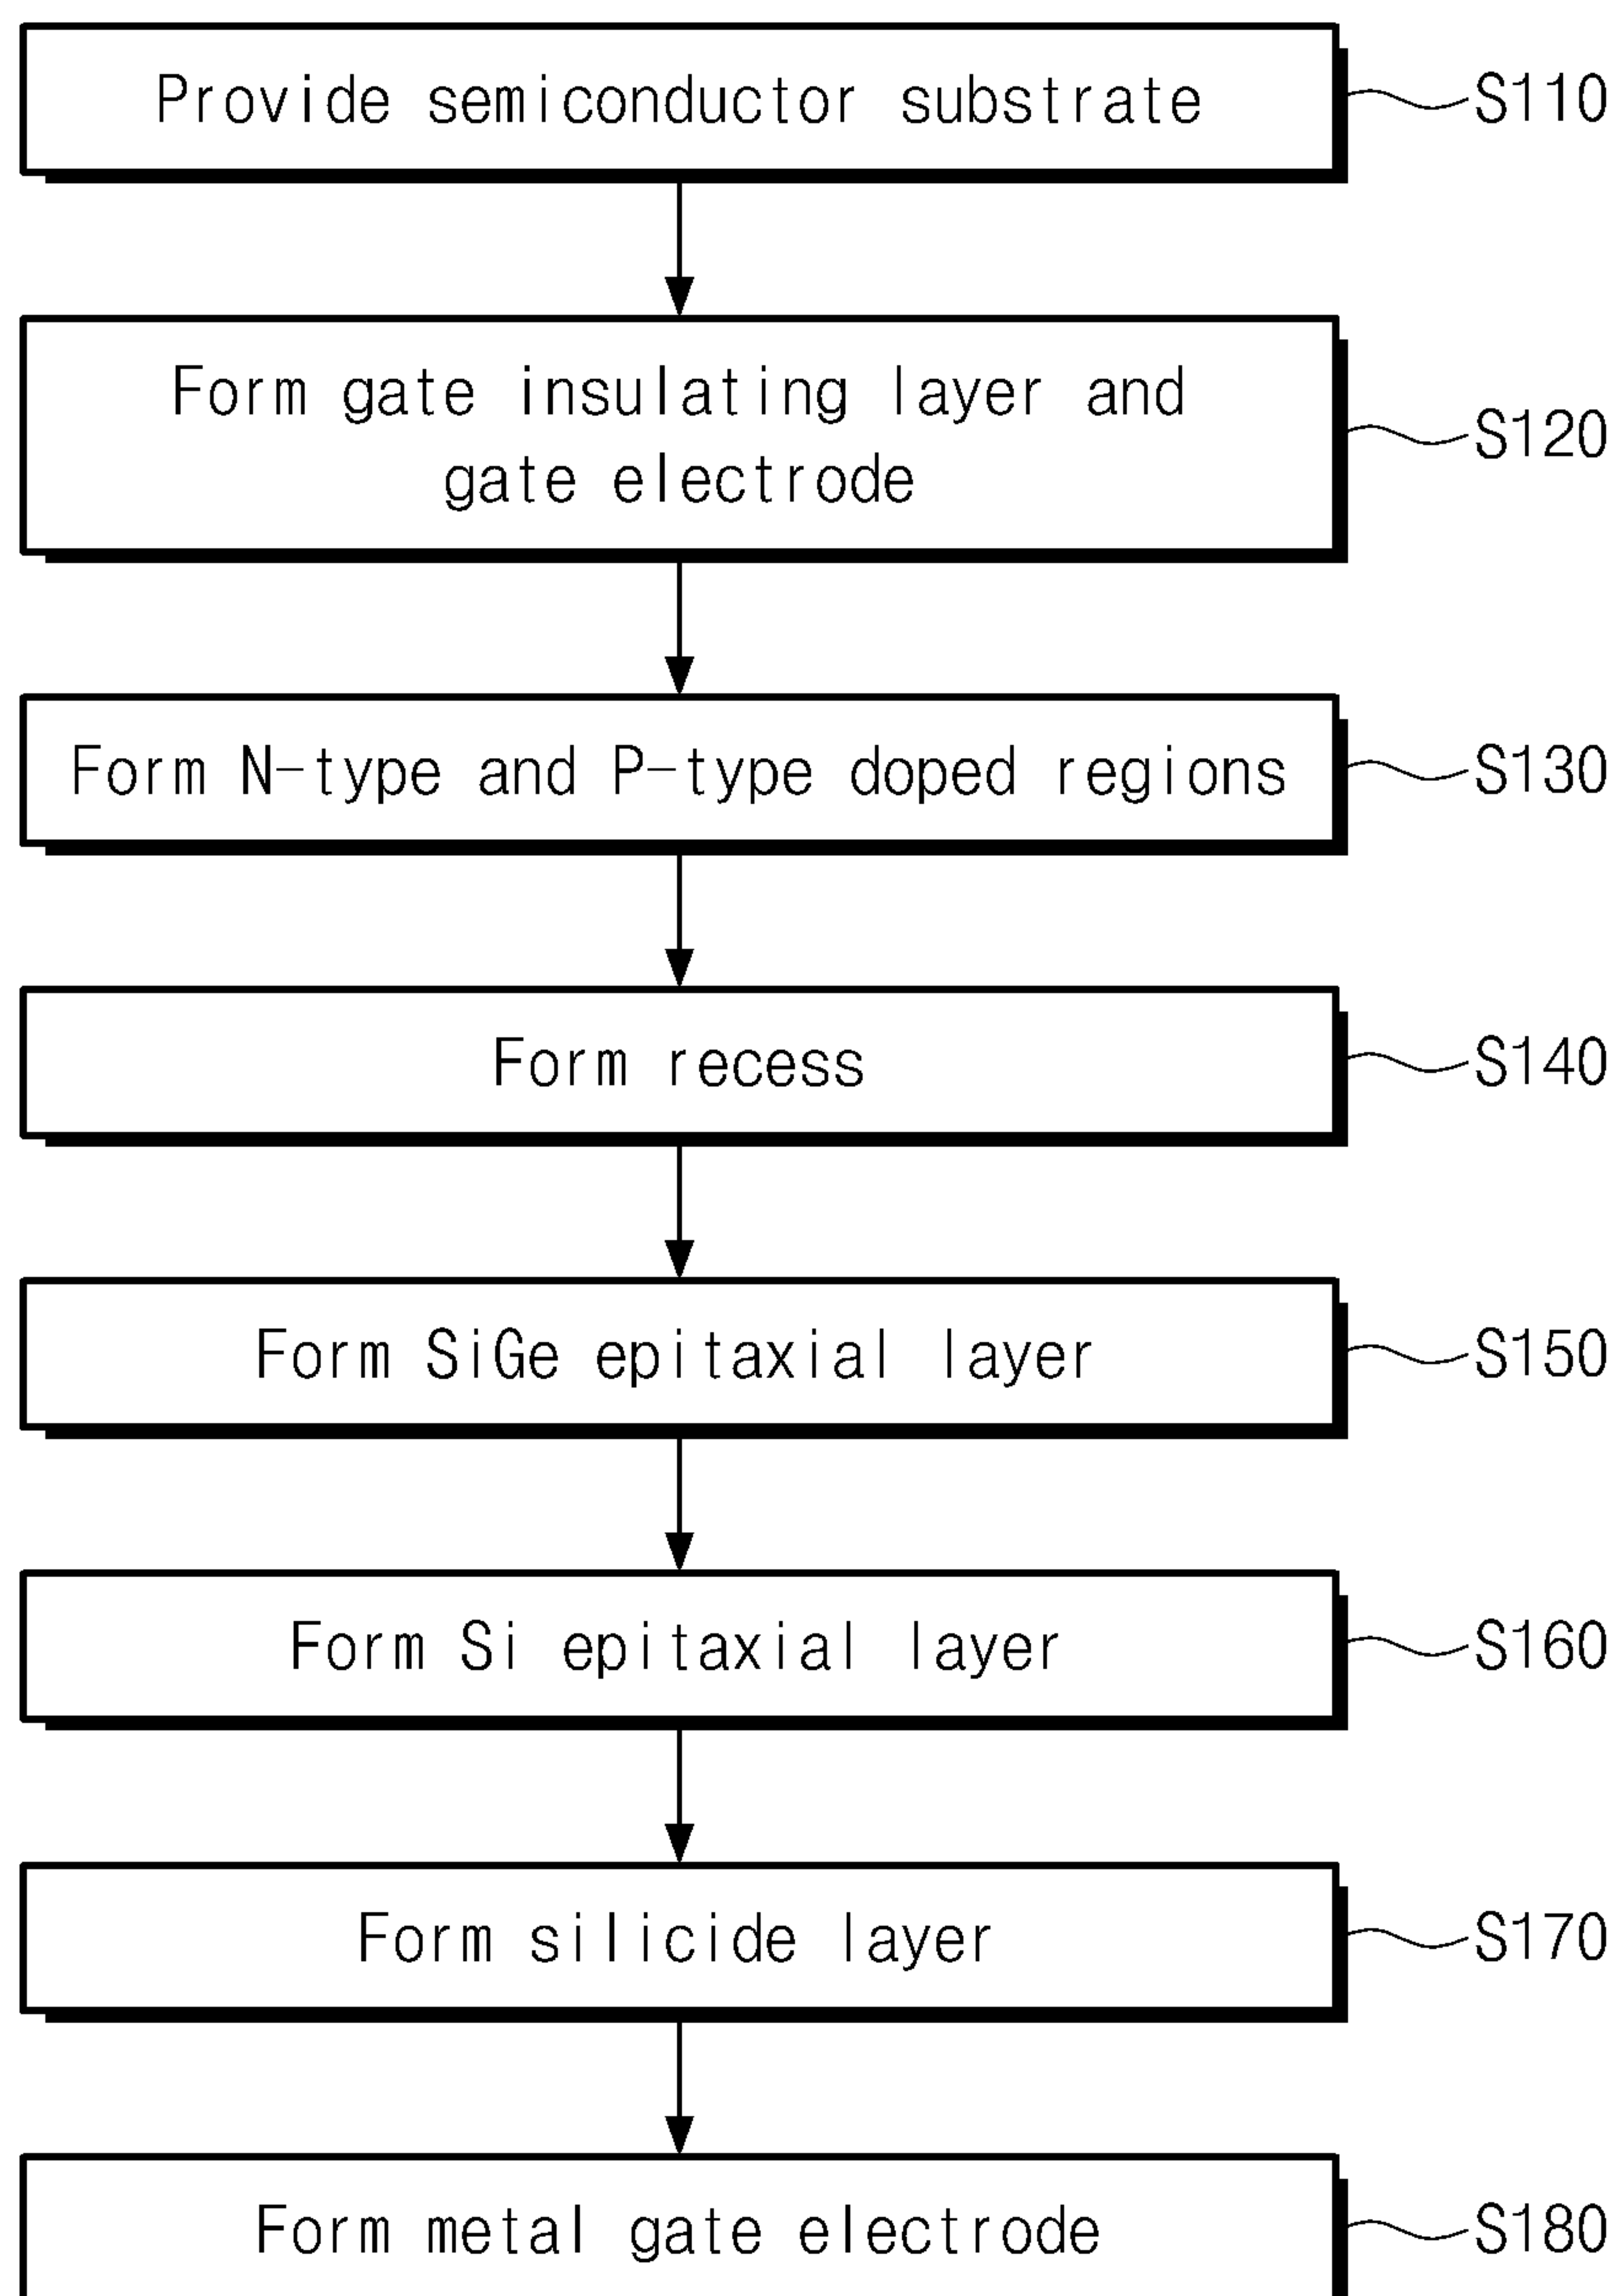 Provide semiconductor substrate
S110
Form gate insulating layer and
gate electrode
S120
Form N-type and P-type doped regions
S130
Form recess
S140
Form SiGe epitaxial layer
S150
Form Si epitaxial layer
S160
Form silicide layer
S170
Form metal gate electrode
S180